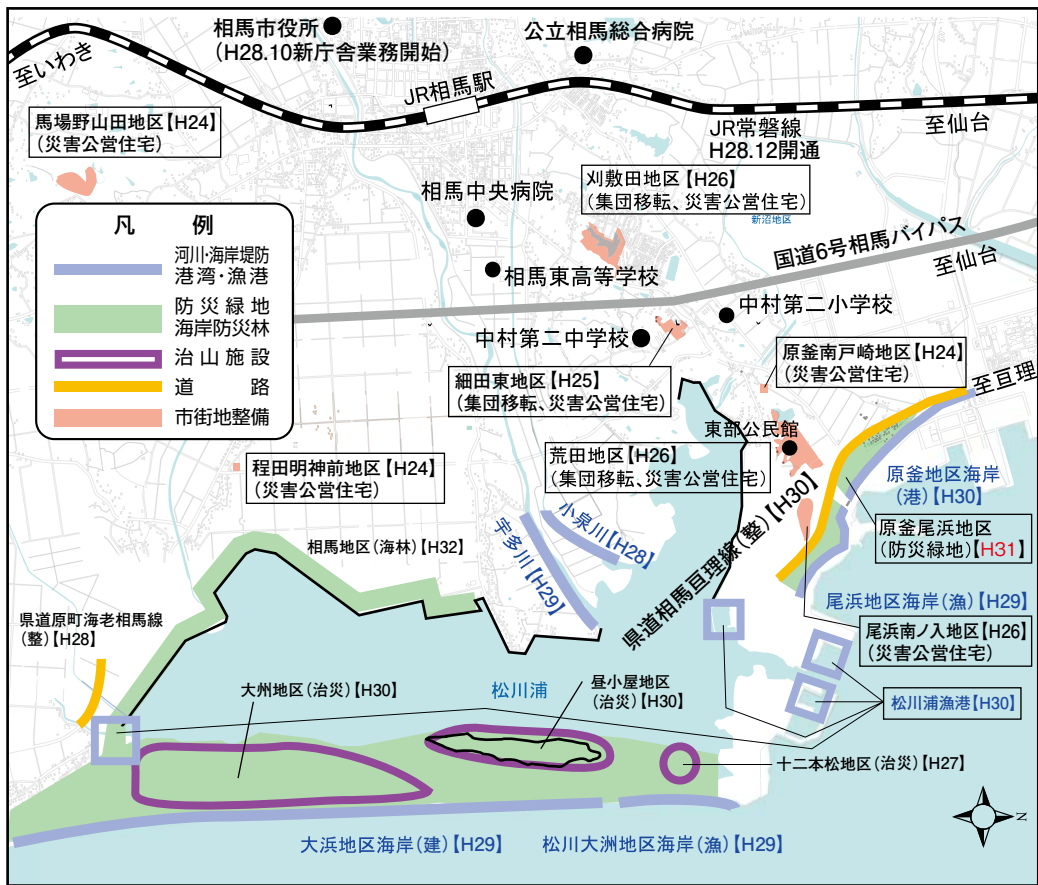 相馬市役所
(H28.10新庁舎業務開始)
公立相馬総合病院
至いわき
JR相馬駅
至仙台
JR常磐線
H28.12開通
馬場野山田地区【H24】
(災害公営住宅)
刈敷田地区【H26】
(集団移転、災害公営住宅)
新沼地区
相馬中央病院
国道6号相馬バイパス
至仙台
相馬東高等学校
凡 例
河川・海岸堤防
港湾・漁港
防災緑地
海岸防災林
治山施設
道 路
市街地整備
中村第二小学校
中村第二中学校
原釜南戸崎地区【H24】
(災害公営住宅)
至亘理
細田東地区【H25】
(集団移転、災害公営住宅)
東部公民館
荒田地区【H26】
(集団移転、災害公営住宅)
程田明神前地区【H24】
(災害公営住宅)
原釜地区海岸
(港)【H30】
原釜尾浜地区
(防災緑地)【H31】
宇多川【H29】
小泉川【H28】
県道相馬亘理線(整)【H30】
相馬地区(海林)【H32】
尾浜地区海岸(漁)【H29】
尾浜南ノ入地区【H26】
(災害公営住宅)
県道原町海老相馬線
(整)【H28】
大州地区(治災)【H30】
松川浦
昼小屋地区
(治災)【H30】
松川浦漁港【H30】
十二本松地区(治災)【H27】
大浜地区海岸(建)【H29】
松川大洲地区海岸(漁)【H29】
N